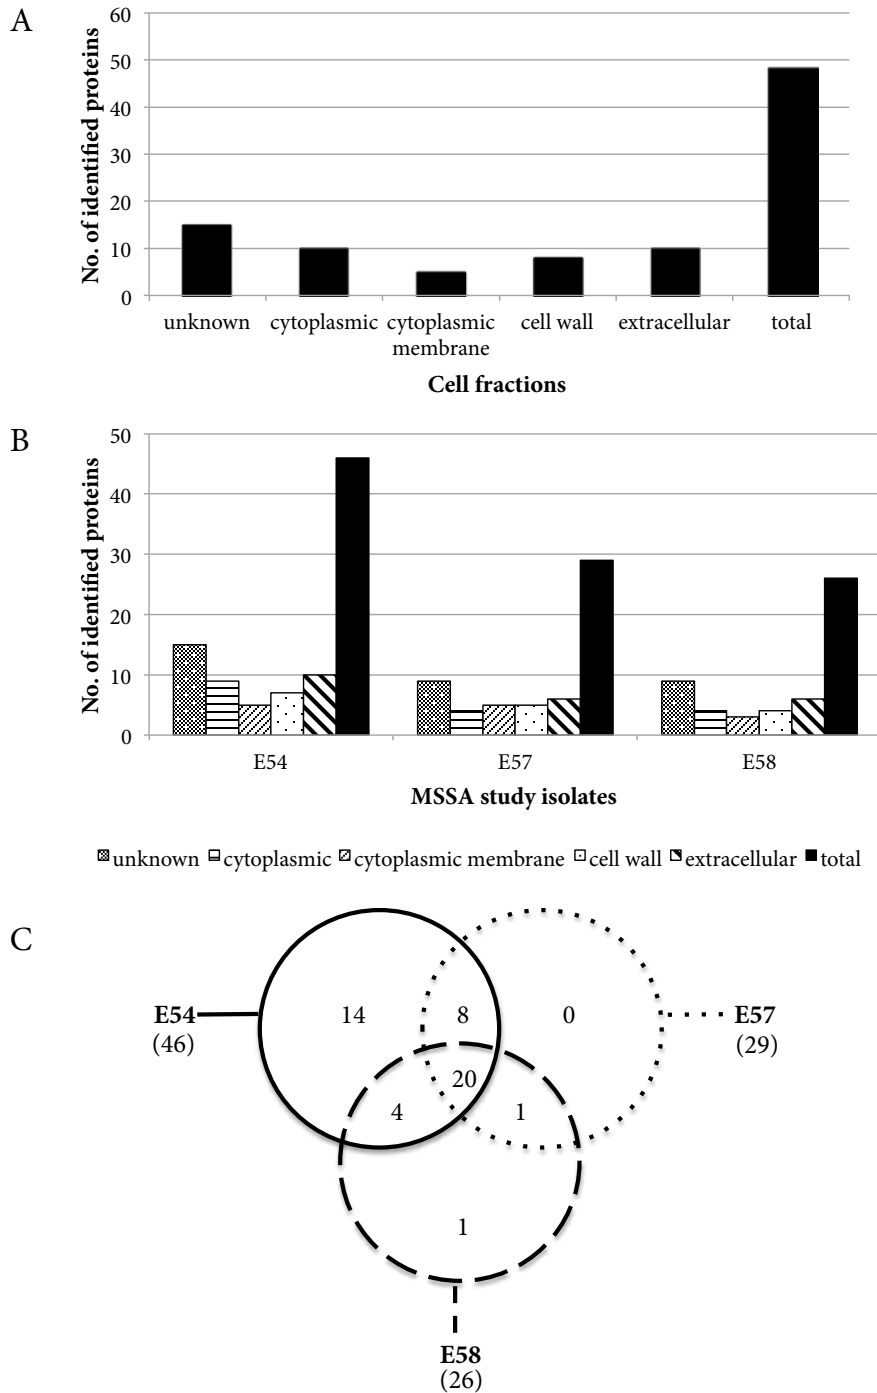 A
No. of identified proteins
60
50
40
30
20
10
0
unknown
cytoplasmic
cytoplasmic
membrane
cell wall
extracellular
total
Cell fractions
B
No. of identified proteins
50
40
30
20
10
0
E54
E57
E58
MSSA study isolates
unknown cytoplasmic cytoplasmic membrane cell wall extracellular total
C
E54
(46)
14
8
0
E57
(29)
20
4
1
1
E58
(26)